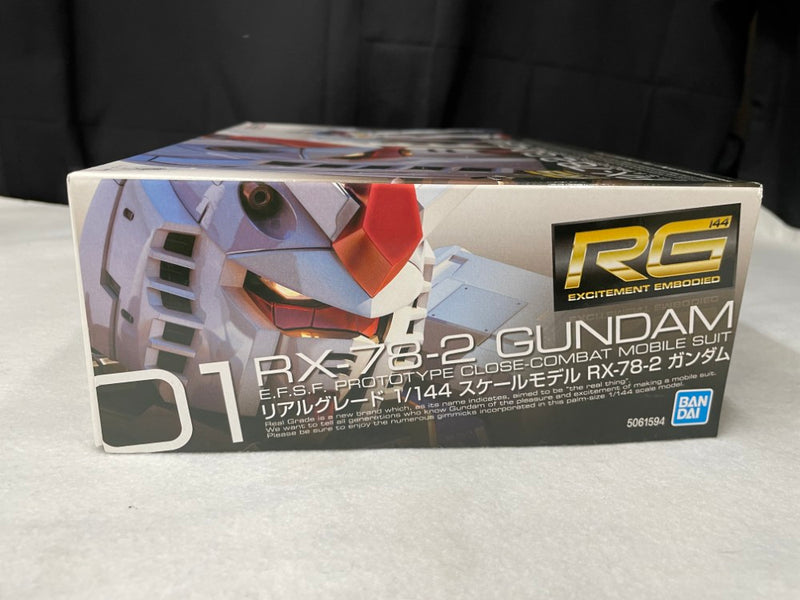 144
RG
EXCITEMENT EMBODIED
01
RX-78-2 GUNDAM
E.F.S.F. PROTOTYPE CLOSE-COMBAT MOBILE SUIT
リアルグレード 1/144 スケールモデル RX-78-2 ガンダム
Real Grade is a new brand which, as its name indicates, aimed to be "the real thing".
We want to tell all generations who know Gundam of the pleasure and excitement of making a mobile suit.
Please be sure to enjoy the numerous gimmicks incorporated in this palm-size 1/144 scale model.
5061594
BAN
DAI